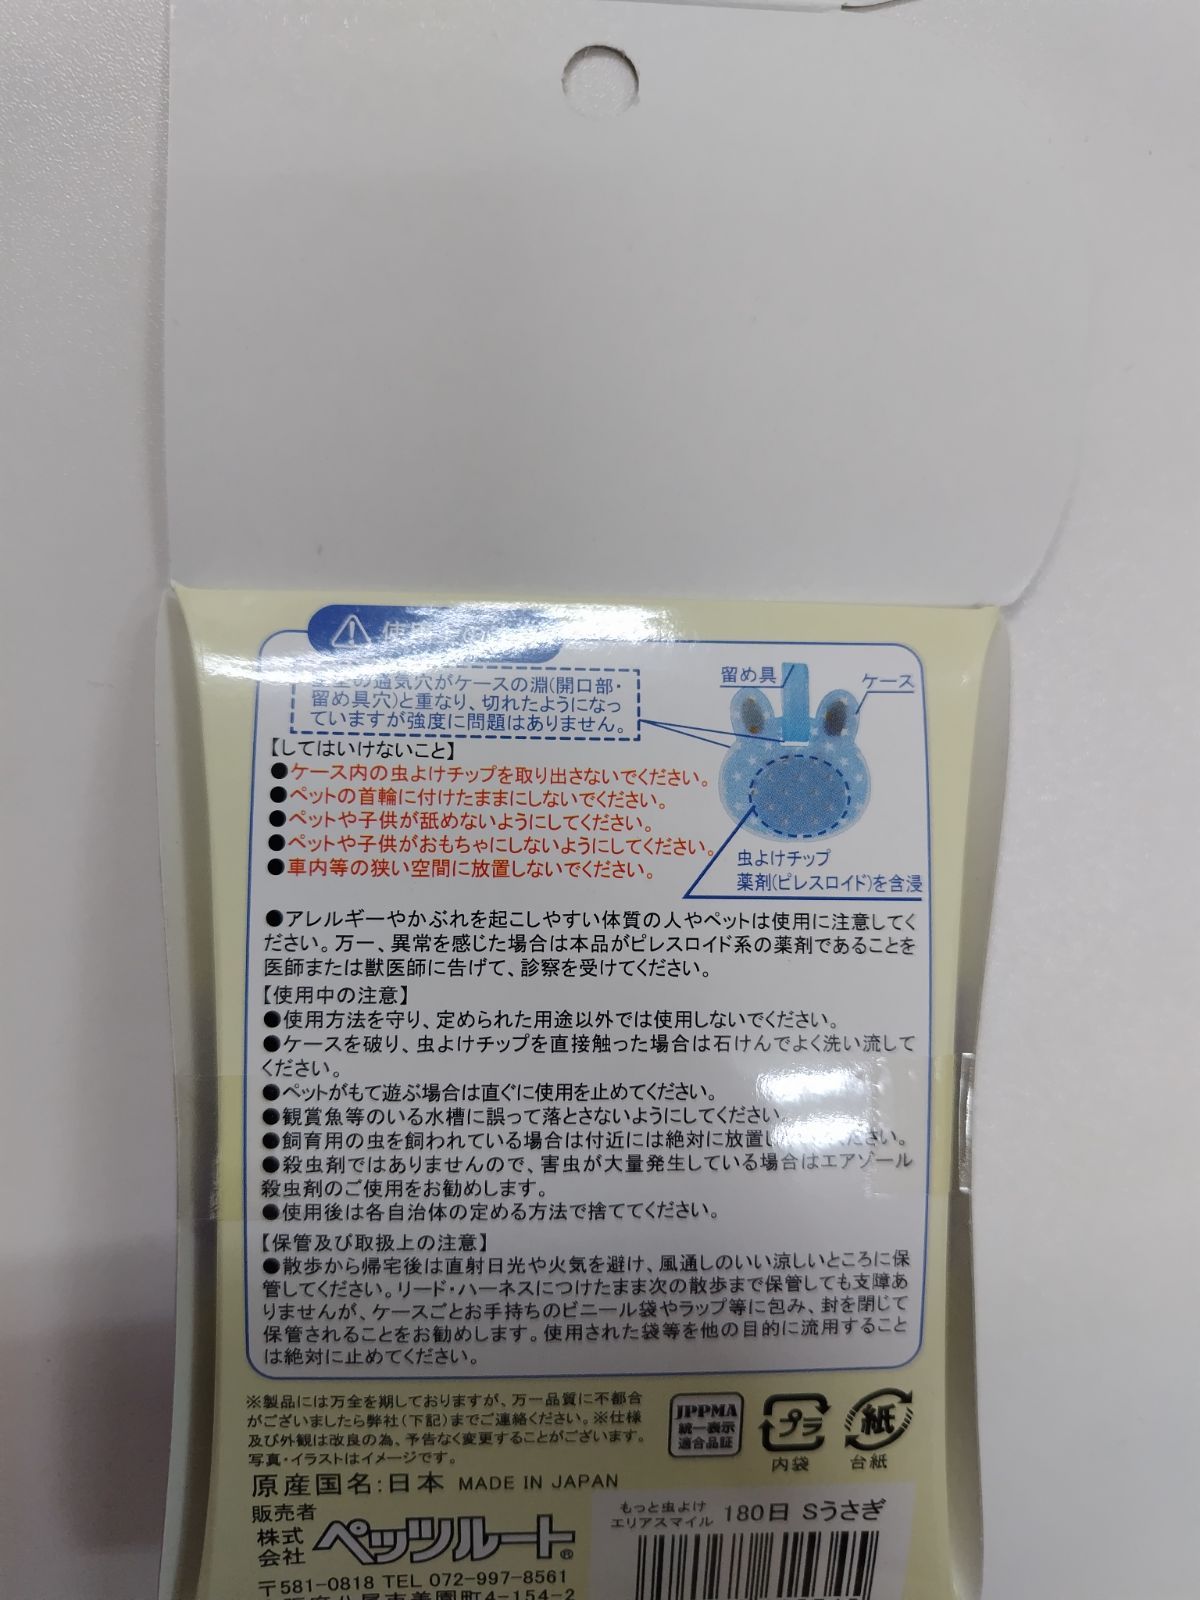 通気穴がケースの淵(開口部・
留め具穴)と重なり、切れたようになっ
ていますが強度に問題はありません。
留め具
ケース
【してはいけないこと】
●ケース内の虫よけチップを取り出さないでください。
●ペットの首輪に付けたままにしないでください。
●ペットや子供が舐めないようにしてください。
●ペットや子供がおもちゃにしないようにしてください。
●車内等の狭い空間に放置しないでください。
虫よけチップ
薬剤(ピレスロイド)を含浸
●アレルギーやかぶれを起こしやすい体質の人やペットは使用に注意してく
ださい。万一、異常を感じた場合は本品がピレスロイド系の薬剤であることを
医師または獣医師に告げて、診察を受けてください。
【使用中の注意】
●使用方法を守り、定められた用途以外では使用しないでください。
●ケースを破り、虫よけチップを直接触った場合は石けんでよく洗い流して
ください。
●ペットがもて遊ぶ場合は直ぐに使用を止めてください。
●観賞魚等のいる水槽に誤って落とさないようにしてください。
●飼育用の虫を飼われている場合は付近には絶対に放置し ください。
●殺虫剤ではありませんので、害虫が大量発生している場合はエアゾール
殺虫剤のご使用をお勧めします。
●使用後は各自治体の定める方法で捨ててください。
【保管及び取扱上の注意】
●散歩から帰宅後は直射日光や火気を避け、風通しのいい涼しいところに保
管してください。リード・ハーネスにつけたまま次の散歩まで保管しても支障あ
りませんが、ケースごとお手持ちのビニール袋やラップ等に包み、封を閉じて
保管されることをお勧めします。使用された袋等を他の目的に流用すること
は絶対に止めてください。
※製品には万全を期しておりますが、万一品質に不都合
がございましたら弊社(下記)までご連絡ください。※仕様
及び外観は改良の為、予告なく変更することがございます。
写真・イラストはイメージです。
JPPMA
統一表示
適合品証
プラ
内袋
紙
台紙
原産国名:日本 MADE IN JAPAN
販売者
株式
会社 ペッツルート®
〒581-0818 TEL 072-997-8561
もっと虫よけ
エリアスマイル 180日 Sうさぎ